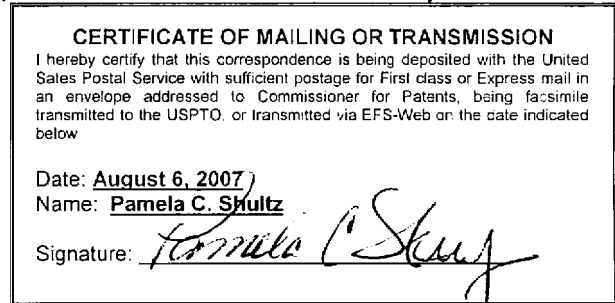 CERTIFICATE OF MAILING OR TRANSMISSION
I hereby certify that this correspondence is being deposited with the United
Sates Postal Service with sufficient postage for First class or Express mail in
an envelope addressed to Commissioner for Patents, being facsimile
transmitted to the USPTO, or transmitted via EFS-Web on the date indicated
below
Date: August 6, 2007
Name: Pamela C. Shultz
Signature: Pamela C Shultz